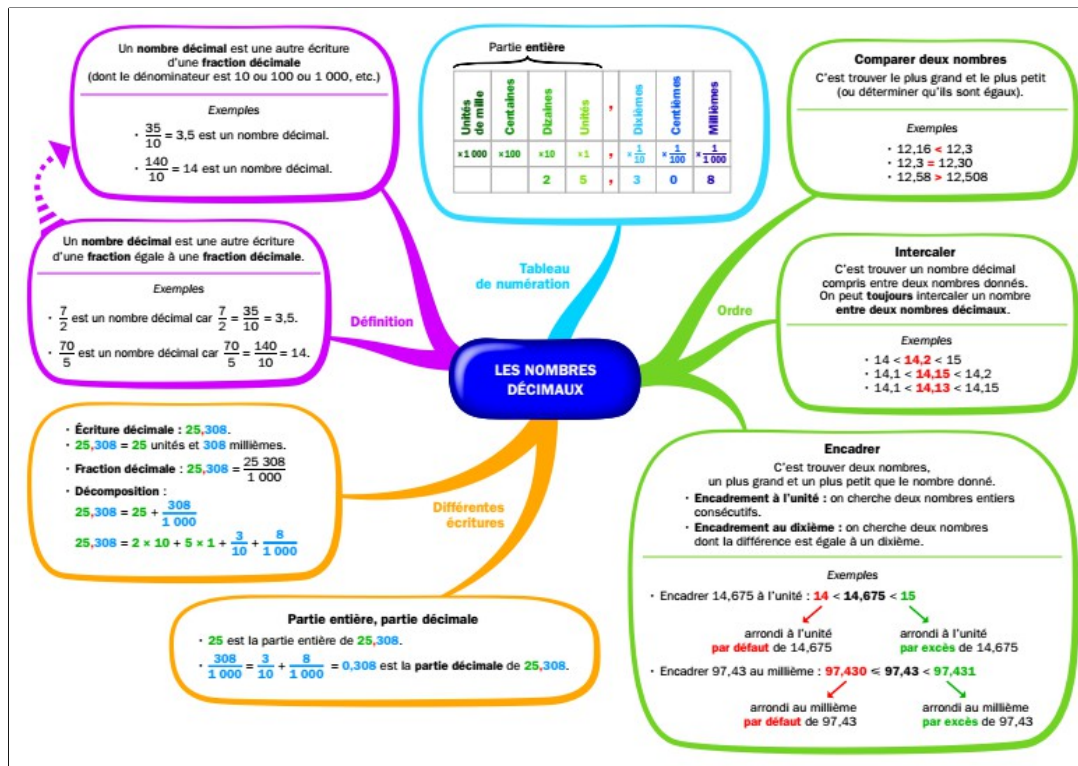 Un nombre décimal est une autre écriture
d'une fraction décimale
(dont le dénominateur est 10 ou 100 ou 1 000, etc.)
Exemples
· 35/10 = 3,5 est un nombre décimal.
· 140/10 = 14 est un nombre décimal.
Un nombre décimal est une autre écriture
d'une fraction égale à une fraction décimale.
Exemples
· 7/2 est un nombre décimal car 7/2 = 35/10 = 3,5.
· 70/5 est un nombre décimal car 70/5 = 140/10 = 14.
Définition
Partie entière
Unités de mille Centaines Dizaines Unités , Dixièmes Centièmes Millièmes
×1 000 ×100 ×10 ×1 , ×1/10 ×1/100 ×1/1 000
2 5 , 3 0 8
Tableau
de numération
LES NOMBRES
DÉCIMAUX
Ordre
Comparer deux nombres
C'est trouver le plus grand et le plus petit
(ou déterminer qu'ils sont égaux).
Exemples
· 12,16 < 12,3
· 12,3 = 12,30
· 12,58 > 12,508
Intercaler
C'est trouver un nombre décimal
compris entre deux nombres donnés.
On peut toujours intercaler un nombre
entre deux nombres décimaux.
Exemples
· 14 < 14,2 < 15
· 14,1 < 14,15 < 14,2
· 14,1 < 14,13 < 14,15
Encadrer
C'est trouver deux nombres,
un plus grand et un plus petit que le nombre donné.
· Encadrement à l'unité : on cherche deux nombres entiers
consécutifs.
· Encadrement au dixième : on cherche deux nombres
dont la différence est égale à un dixième.
Exemples
· Encadrer 14,675 à l'unité : 14 < 14,675 < 15
arrondi à l'unité
par défaut de 14,675
arrondi à l'unité
par excès de 14,675
· Encadrer 97,43 au millième : 97,430 ⩽ 97,43 < 97,431
arrondi au millième
par défaut de 97,43
arrondi au millième
par excès de 97,43
Différentes
écritures
· Écriture décimale : 25,308.
· 25,308 = 25 unités et 308 millièmes.
· Fraction décimale : 25,308 = 25 308/1 000
· Décomposition :
25,308 = 25 + 308/1 000
25,308 = 2 × 10 + 5 × 1 + 3/10 + 8/1 000
Partie entière, partie décimale
· 25 est la partie entière de 25,308.
· 308/1 000 = 3/10 + 8/1 000 = 0,308 est la partie décimale de 25,308.